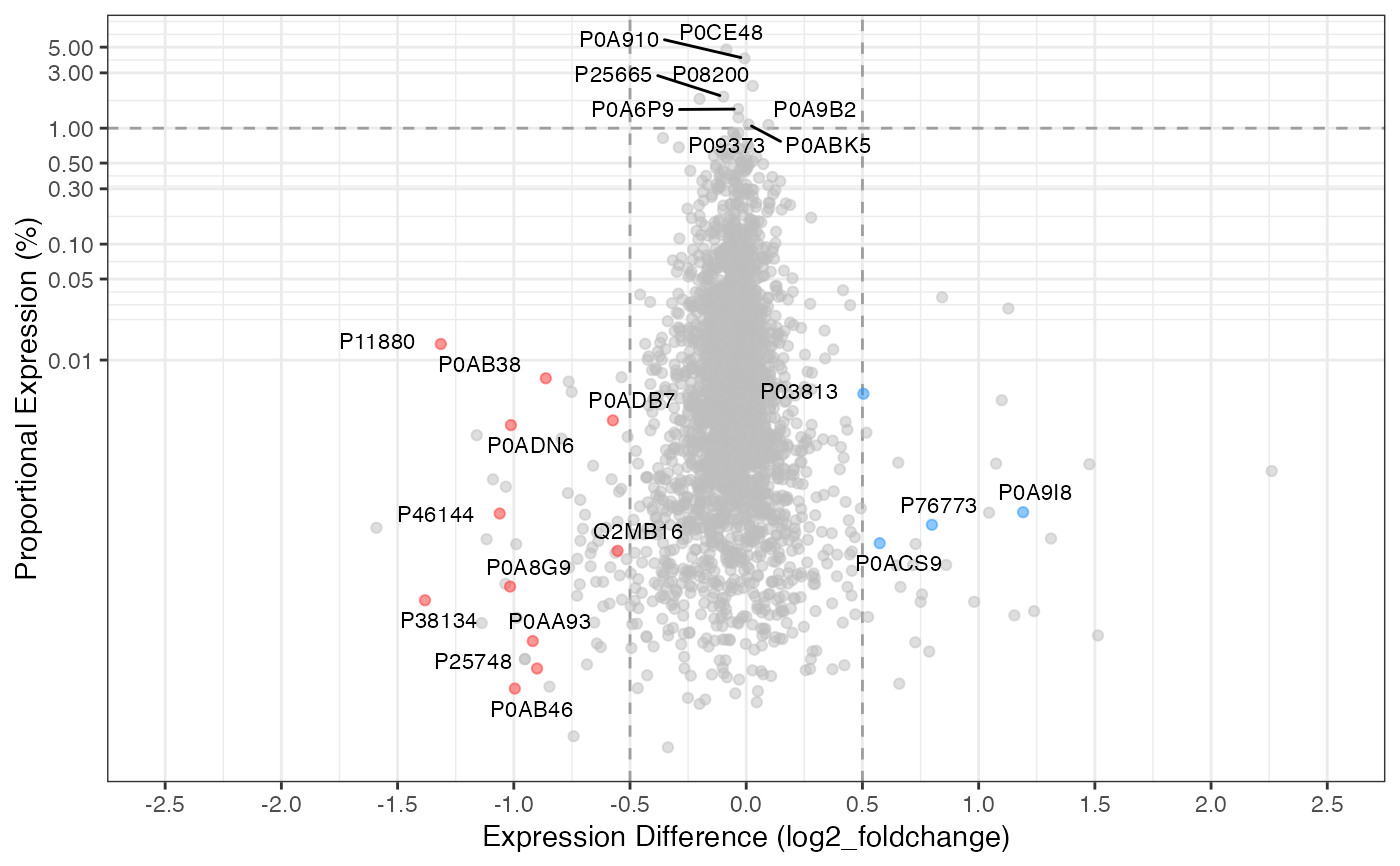 P0CE48
P0A910
P25665
P08200
P0A6P9
P0A9B2
P09373
P0ABK5
P11880
P0AB38
P0ADB7
P03813
P0ADN6
P46144
P76773
P0A9I8
Q2MB16
P0A8G9
P0ACS9
P38134
P0AA93
P25748
P0AB46
5.00
3.00
1.00
0.50
0.30
0.10
0.05
0.01
Proportional Expression (%)
-2.5 -2.0 -1.5 -1.0 -0.5 0.0 0.5 1.0 1.5 2.0 2.5
Expression Difference (log2_foldchange)